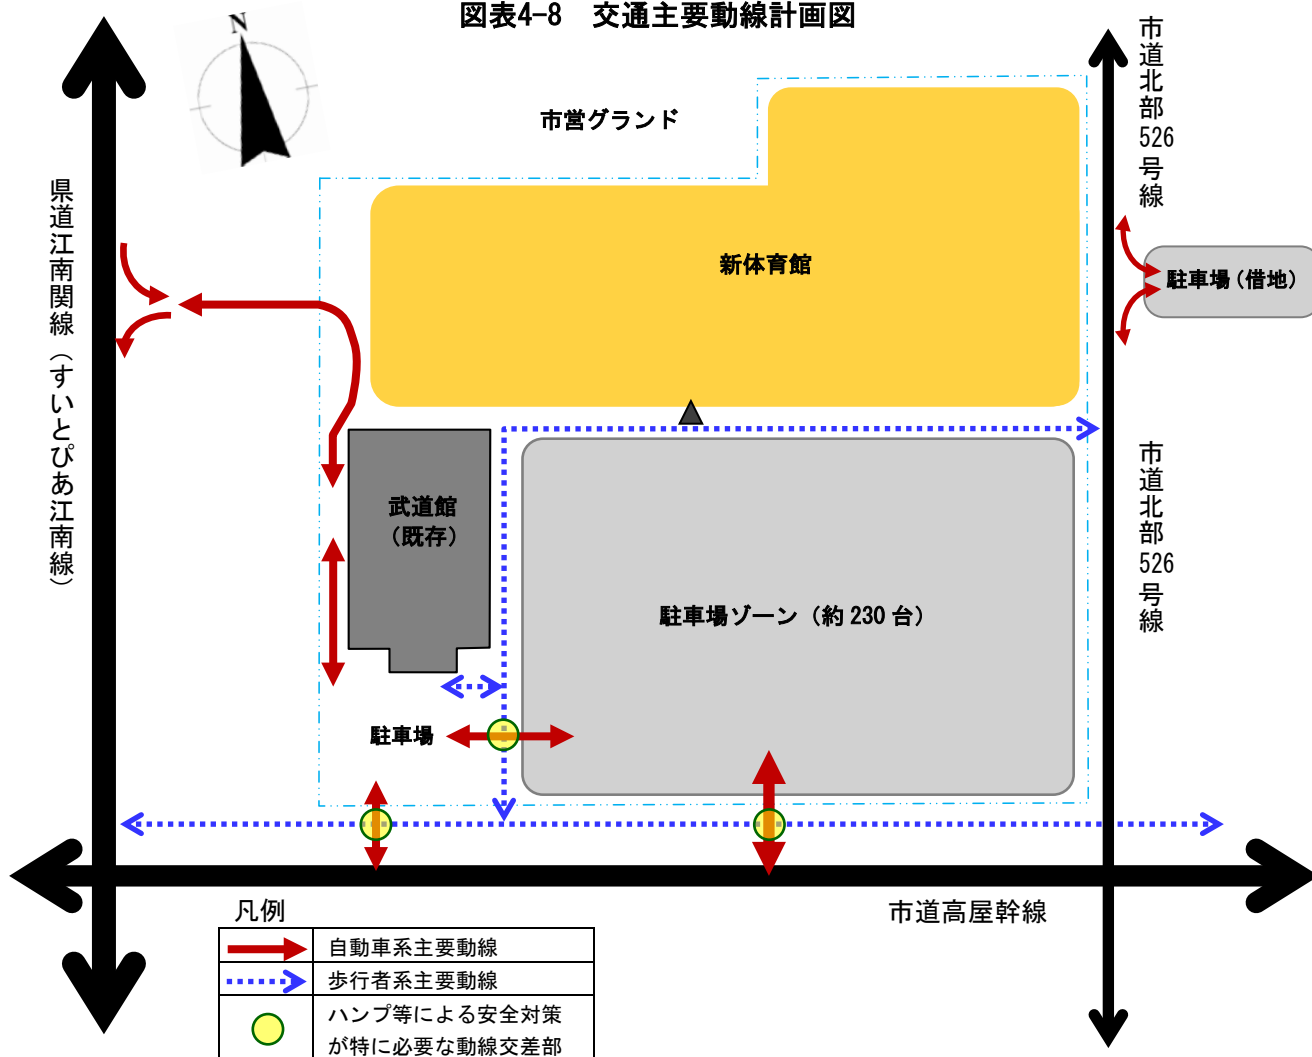 図表4-8　交通主要動線計画図
N
市営グランド
市道北部526号線
県道江南関線（すいとぴあ江南線）
新体育館
駐車場（借地）
武道館
（既存）
市道北部526号線
駐車場ゾーン（約230台）
駐車場
市道高屋幹線
凡例
自動車系主要動線
歩行者系主要動線
ハンプ等による安全対策
が特に必要な動線交差部